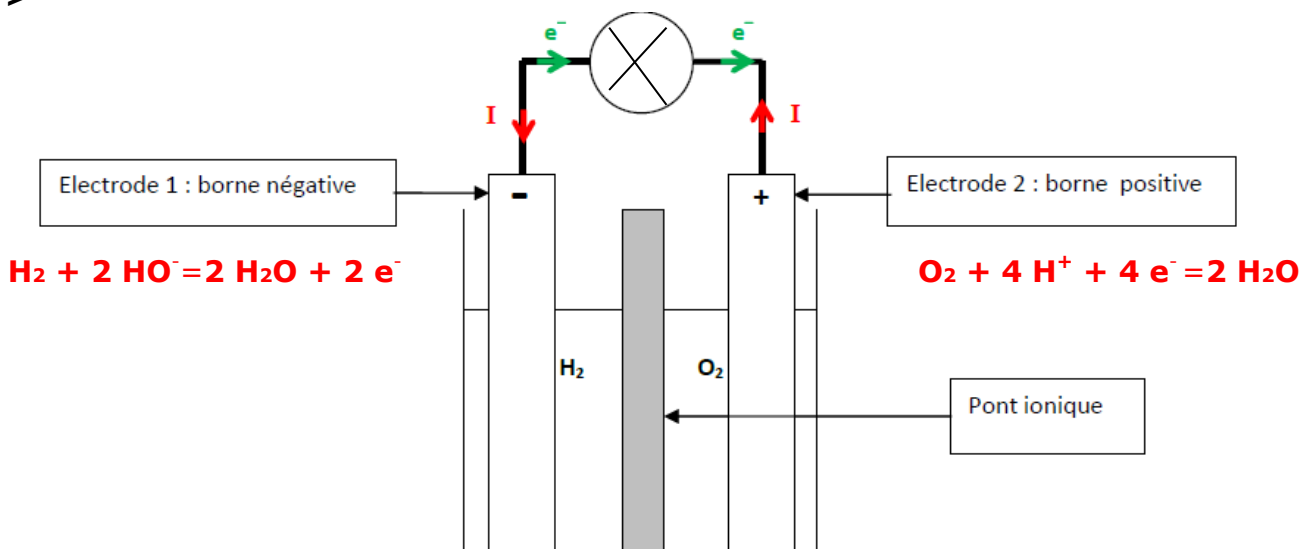 e⁻ e⁻
I I
Electrode 1 : borne négative
- +
Electrode 2 : borne positive
H₂ + 2 HO⁻=2 H₂O + 2 e⁻
O₂ + 4 H⁺ + 4 e⁻ =2 H₂O
H₂ O₂
Pont ionique